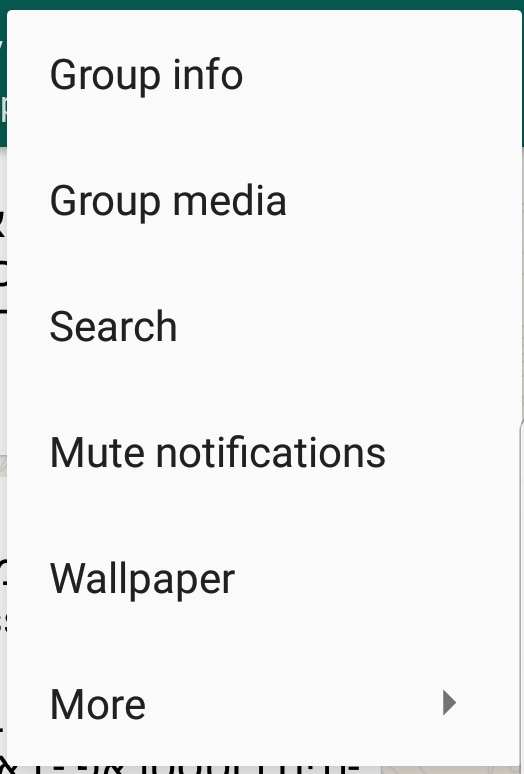 Group info
Group media
Search
Mute notifications
Wallpaper
More